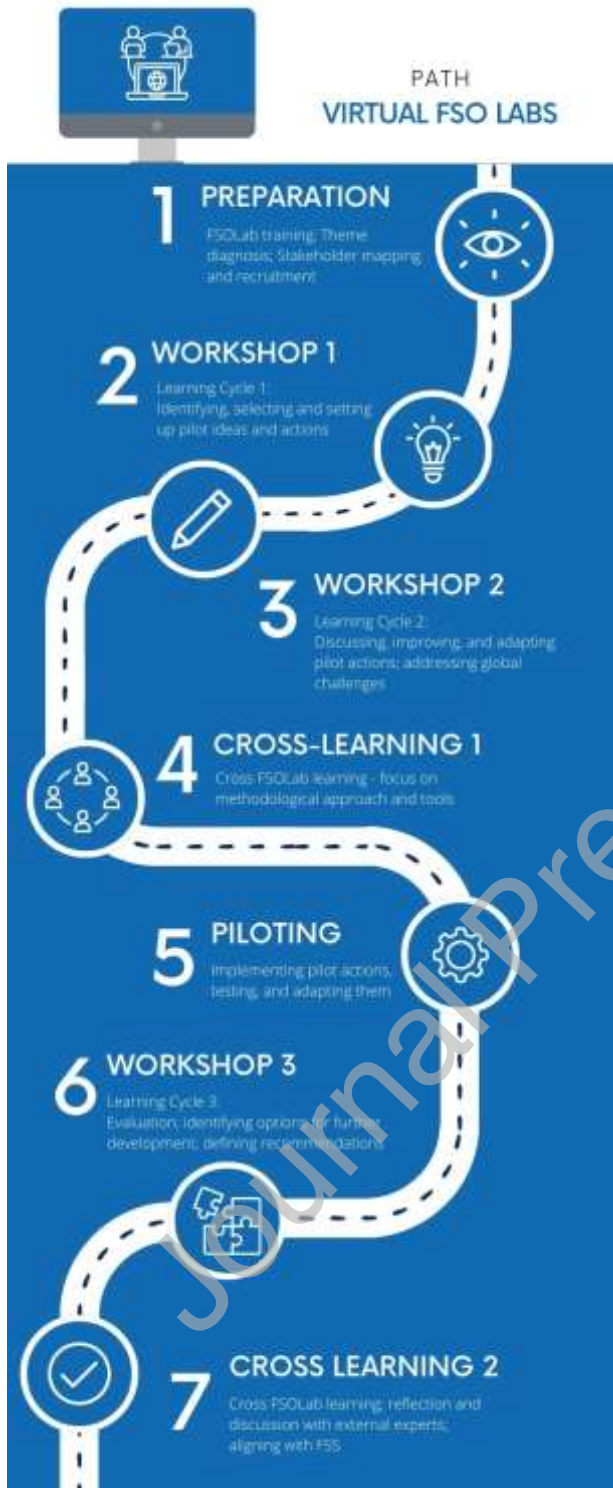 PATH
VIRTUAL FSO LABS
1 PREPARATION
FSOLab training; Theme
diagnosis; Stakeholder mapping
and recruitment
2 WORKSHOP 1
Learning Cycle 1:
Identifying, selecting and setting
up pilot ideas and actions
3 WORKSHOP 2
Learning Cycle 2:
Discussing, improving, and adapting
pilot actions; addressing global
challenges
4 CROSS-LEARNING 1
Cross FSOLab learning - focus on
methodological approach and tools
5 PILOTING
Implementing pilot actions,
testing, and adapting them
6 WORKSHOP 3
Learning Cycle 3:
Evaluation; identifying options for further
development; defining recommendations
7 CROSS LEARNING 2
Cross FSOLab learning; reflection and
discussion with external experts;
aligning with FSS
Journal Pre